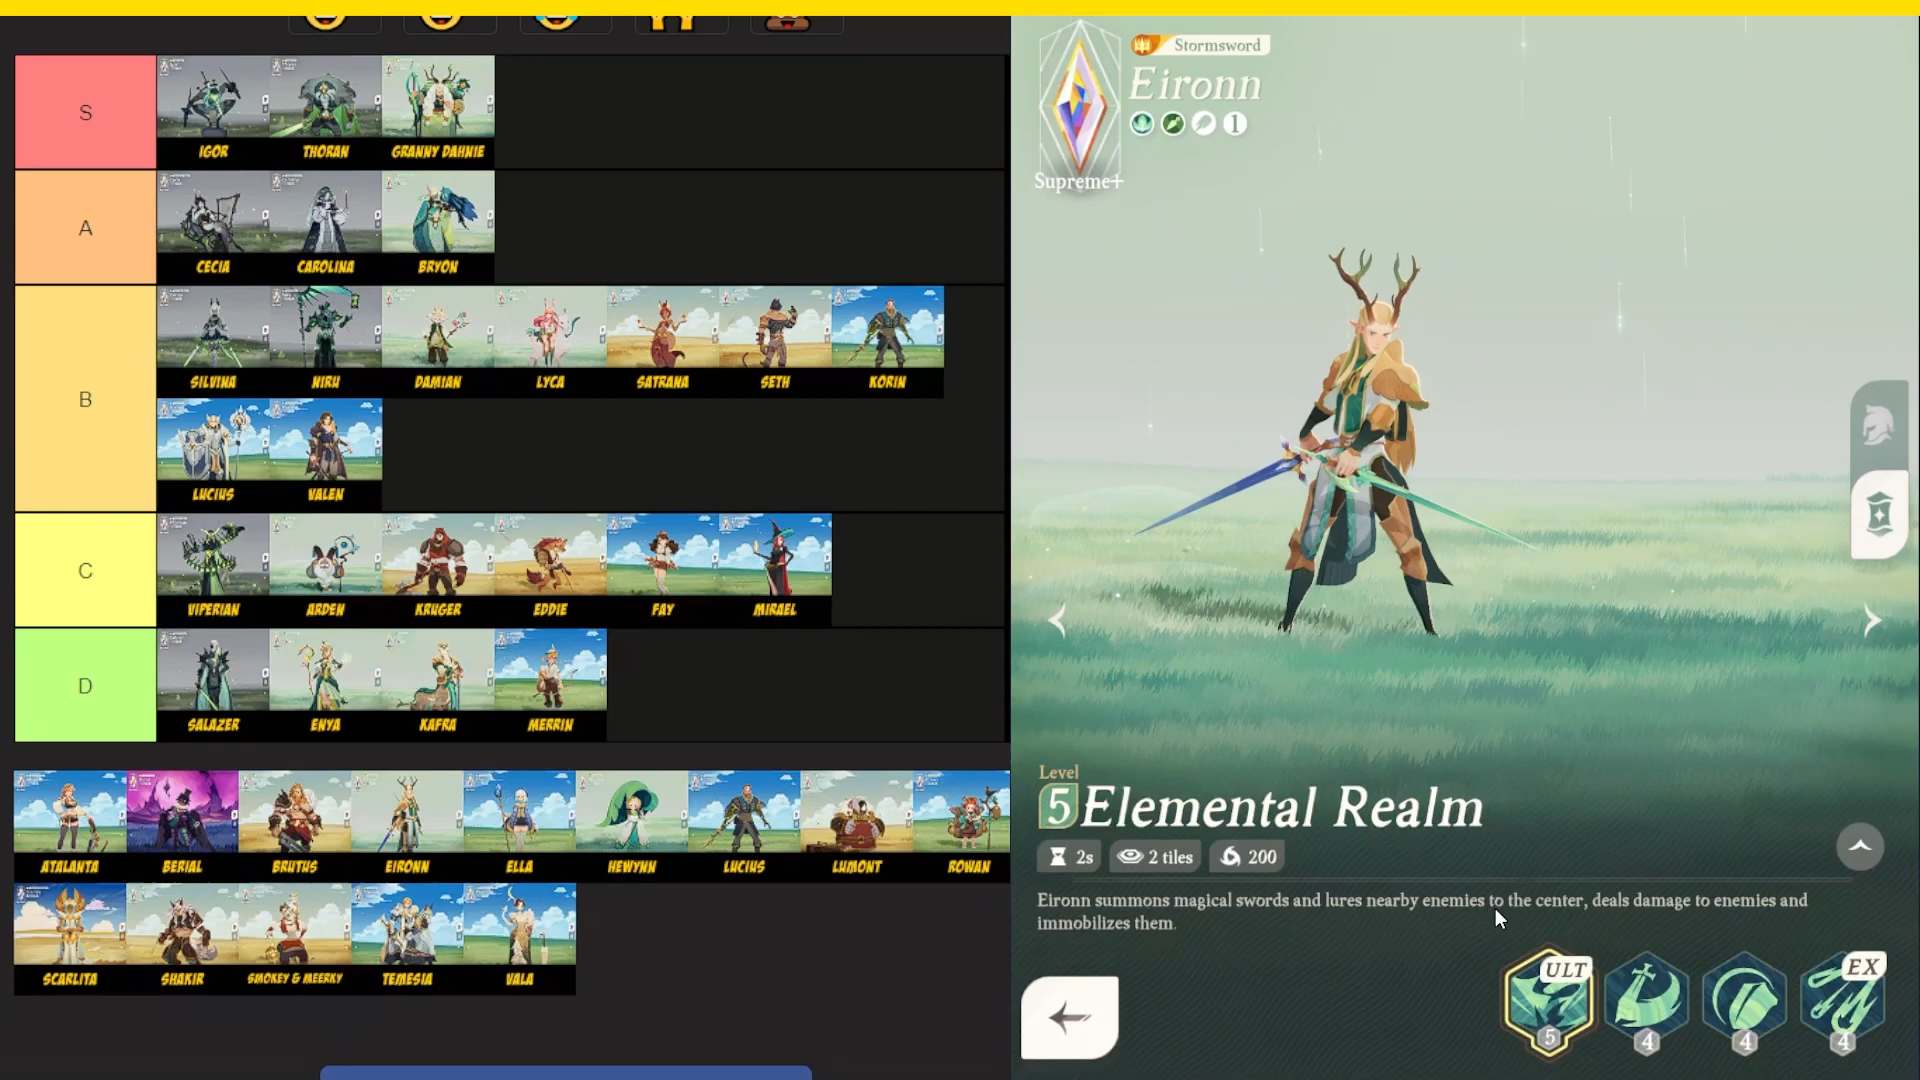 S
IGOR
THORAN
GRANNY DAHNIE
A
CECIA
CAROLINA
BRYON
B
SILVINA
NIRU
DAMIAN
LYCA
SATRANA
SETH
KORIN
LUCIUS
VALEN
C
VIPERIAN
ARDEN
KRUGER
EDDIE
FAY
MIRAEL
D
SALAZER
ENYA
KAFRA
MERRIN
ATALANTA
BERIAL
BRUTUS
EIRONN
ELLA
HEWYNN
LUCIUS
LUMONT
ROWAN
SCARLITA
SHAKIR
SMOKEY & MEERKY
TEMESIA
VALA
Stormsword
Eironn
1
Supreme+
Level
5 Elemental Realm
2s
2 tiles
200
Eironn summons magical swords and lures nearby enemies to the center, deals damage to enemies and
immobilizes them.
ULT
EX
5
4
4
4